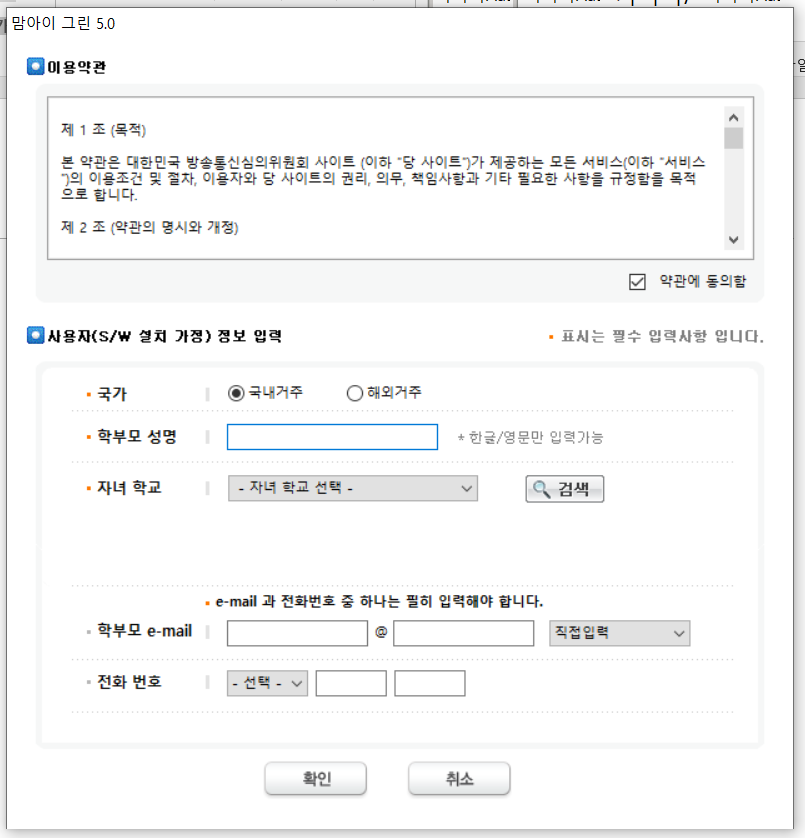 맘아이 그린 5.0
이용약관
제 1 조 (목적)
본 약관은 대한민국 방송통신심의위원회 사이트 (이하 "당 사이트")가 제공하는 모든 서비스(이하 "서비스
")의 이용조건 및 절차, 이용자와 당 사이트의 권리, 의무, 책임사항과 기타 필요한 사항을 규정함을 목적
으로 합니다.
제 2 조 (약관의 명시와 개정)
약관에 동의함
사용자(S/W 설치 가정) 정보 입력
표시는 필수 입력사항 입니다.
국가 국내거주 해외거주
학부모 성명 * 한글/영문만 입력가능
자녀 학교 - 자녀 학교 선택 - 검색
e-mail 과 전화번호 중 하나는 필히 입력해야 합니다.
학부모 e-mail @ 직접입력
전화 번호 - 선택 -
확인 취소